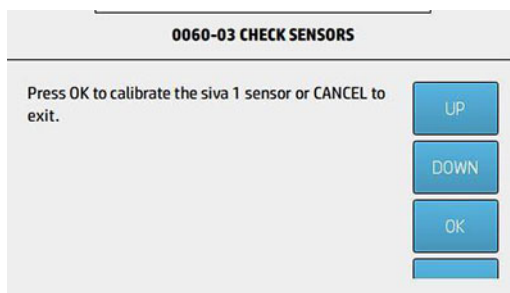 0060-03 CHECK SENSORS
Press OK to calibrate the siva 1 sensor or CANCEL to
exit.
UP
DOWN
OK